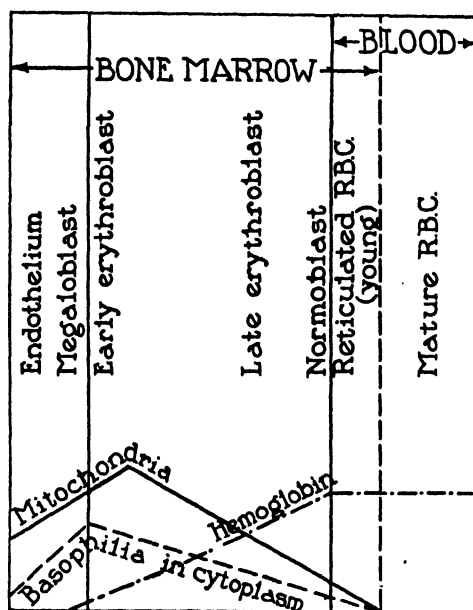 BLOOD
BONE MARROW
Endothelium
Megaloblast
Early erythroblast
Late erythroblast
Normoblast
Reticulated R.B.C.
(young)
Mature R.B.C.
Mitochondria
Hemoglobin
Basophilia in cytoplasm